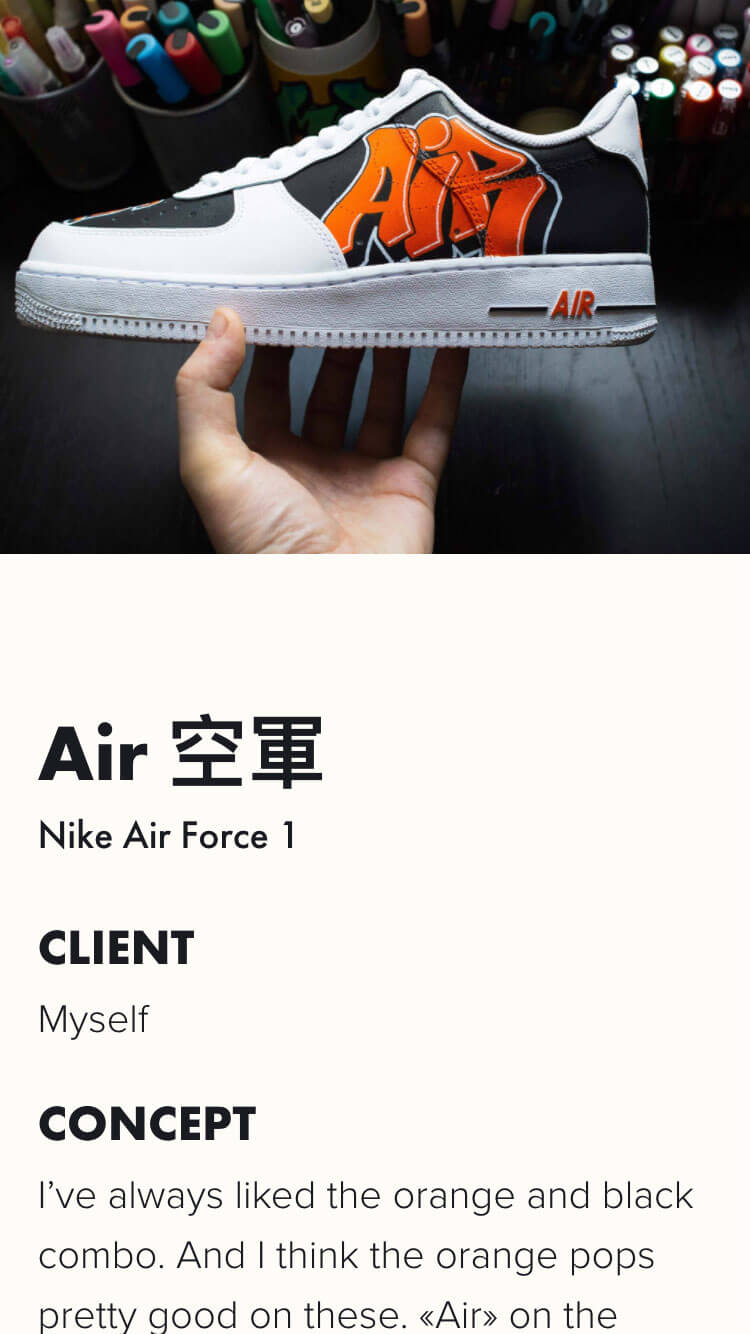 AiR
AIR
Air 空軍
Nike Air Force 1
CLIENT
Myself
CONCEPT
I’ve always liked the orange and black
combo. And I think the orange pops
pretty good on these. «Air» on the